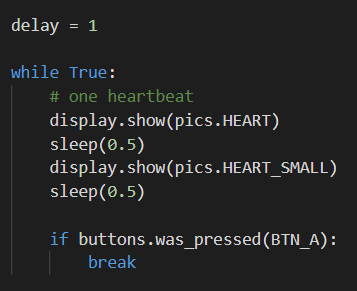 delay = 1
while True:
    # one heartbeat
    display.show(pics.HEART)
    sleep(0.5)
    display.show(pics.HEART_SMALL)
    sleep(0.5)
    if buttons.was_pressed(BTN_A):
        break